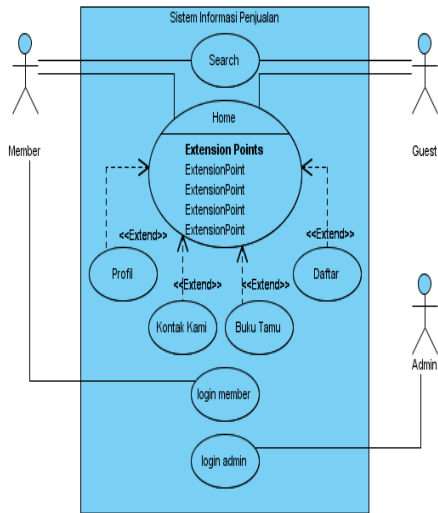 Sistem Informasi Penjualan
Search
Home
Member
Guest
Extension Points
ExtensionPoint
ExtensionPoint
ExtensionPoint
ExtensionPoint
<<Extend>>
<<Extend>>
Profil
Daftar
<<Extend>>
<<Extend>>
Kontak Kami
Buku Tamu
Admin
login member
login admin